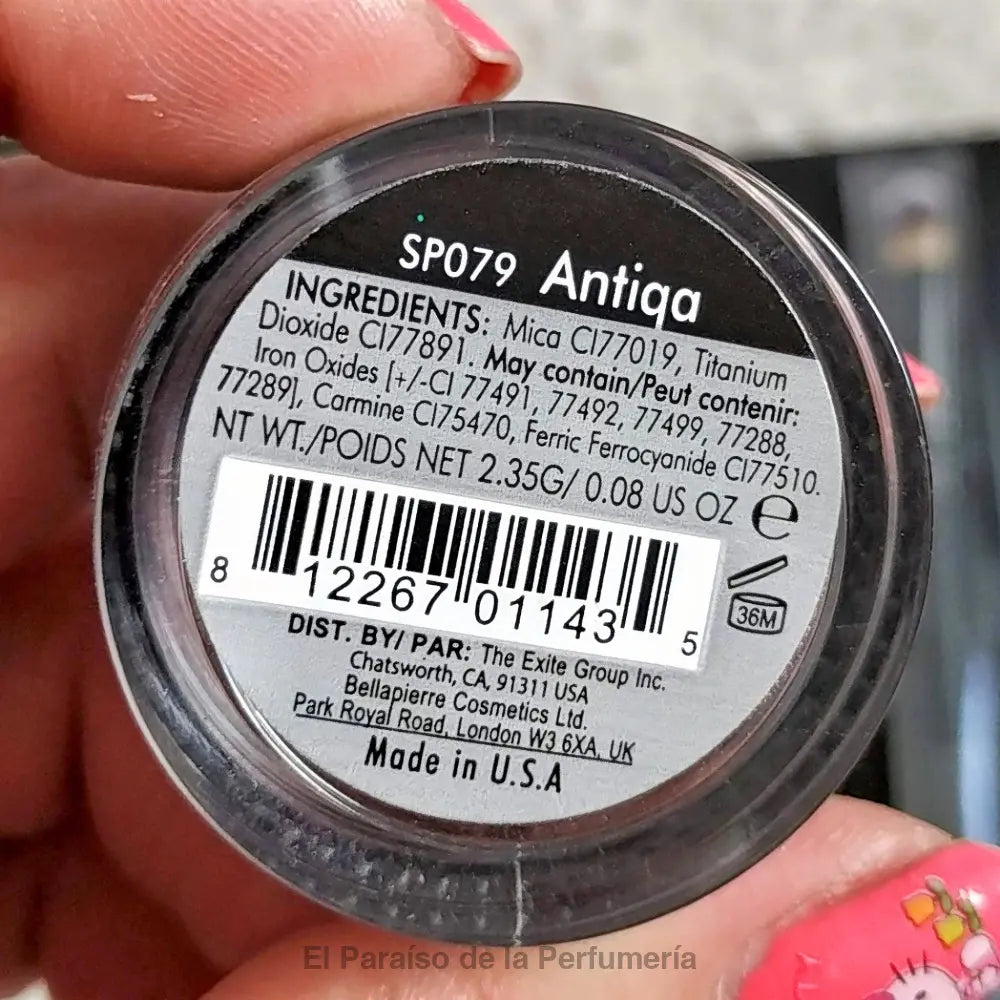 SP079 Antiqa
INGREDIENTS: Mica CI77019, Titanium
Dioxide CI77891. May contain/Peut contenir:
Iron Oxides [+/-CI 77491, 77492, 77499, 77288,
77289], Carmine CI75470, Ferric Ferrocyanide CI77510.
NT WT./POIDS NET 2.35G/ 0.08 US OZ e
36M
8 12267 01143 5
DIST. BY/ PAR: The Exite Group Inc.
Chatsworth, CA, 91311 USA
Bellapierre Cosmetics Ltd.
Park Royal Road, London W3 6XA, UK
Made in U.S.A
El Paraíso de la Perfumería